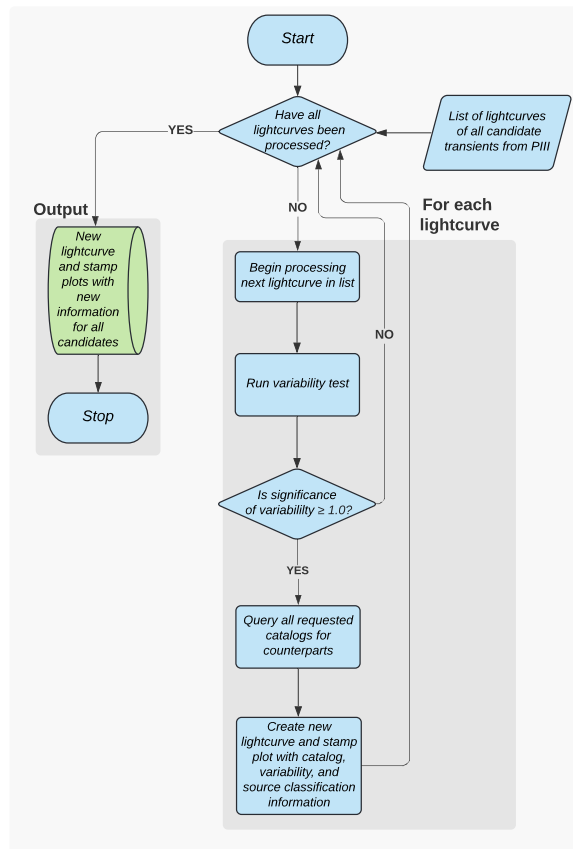 Start
Have all
lightcurves been
processed?
List of lightcurves
of all candidate
transients from PIII
YES
NO
Output
New
lightcurve
and stamp
plots with
new
information
for all
candidates
Stop
For each
lightcurve
Begin processing
next lightcurve in list
Run variability test
NO
Is significance
of variabililty ≥ 1.0?
YES
Query all requested
catalogs for
counterparts
Create new
lightcurve and stamp
plot with catalog,
variability, and
source classification
information